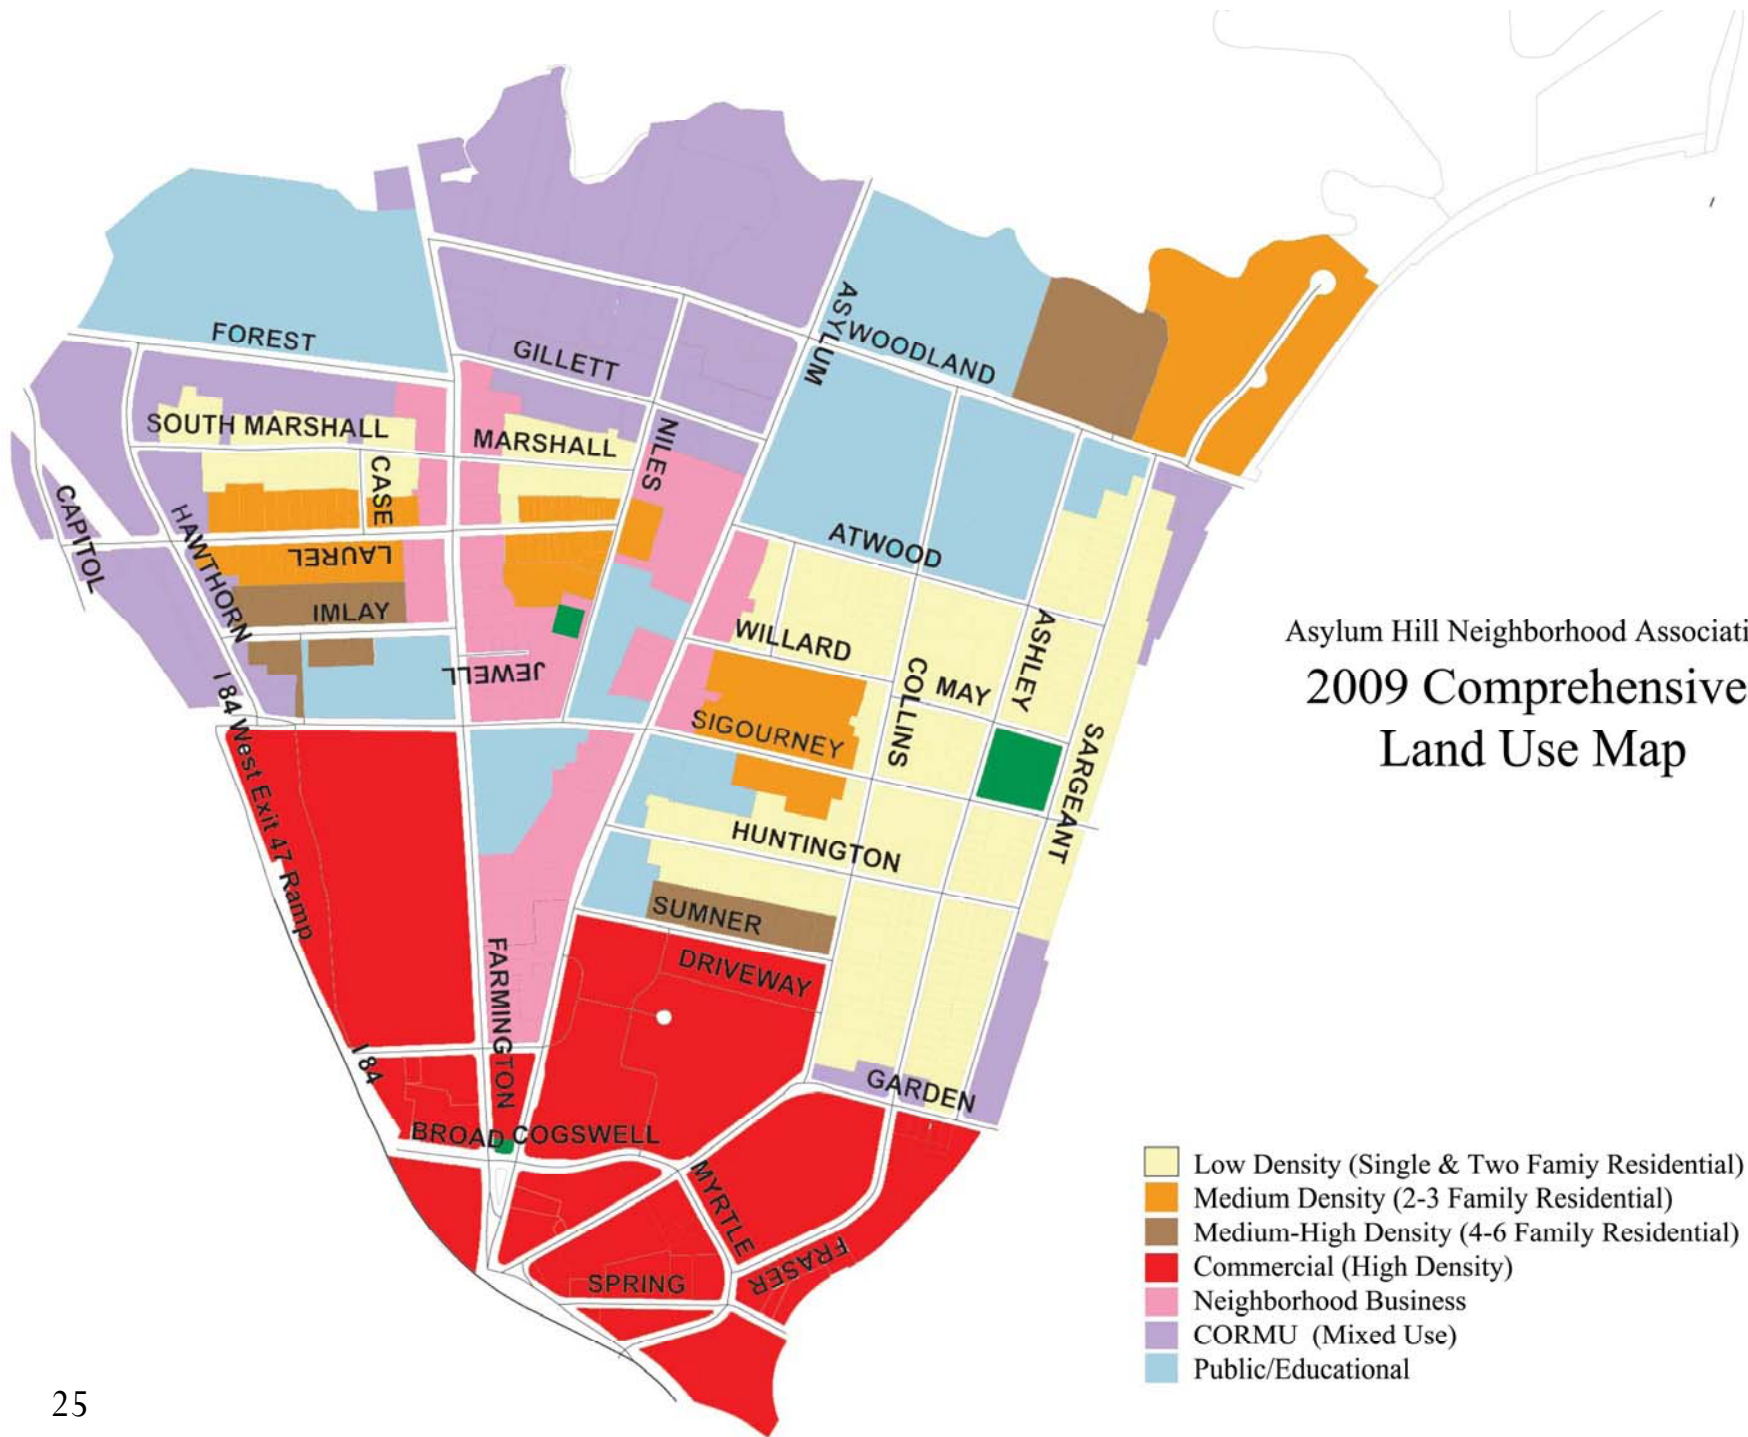 FOREST
GILLETT
ASYLUM
WOODLAND
SOUTH MARSHALL
MARSHALL
NILES
CASE
CAPITOL
HAWTHORN
LAUREL
ATWOOD
IMLAY
WILLARD
ASHLEY
JEWELL
COLLINS
MAY
SIGOURNEY
SARGEANT
I 84 West Exit 47 Ramp
HUNTINGTON
SUMNER
DRIVEWAY
FARMINGTON
I 84
GARDEN
BROAD
COGSWELL
MYRTLE
FRASER
SPRING
Asylum Hill Neighborhood Associati
2009 Comprehensive
Land Use Map
Low Density (Single & Two Famiy Residential)
Medium Density (2-3 Family Residential)
Medium-High Density (4-6 Family Residential)
Commercial (High Density)
Neighborhood Business
CORMU (Mixed Use)
Public/Educational
25